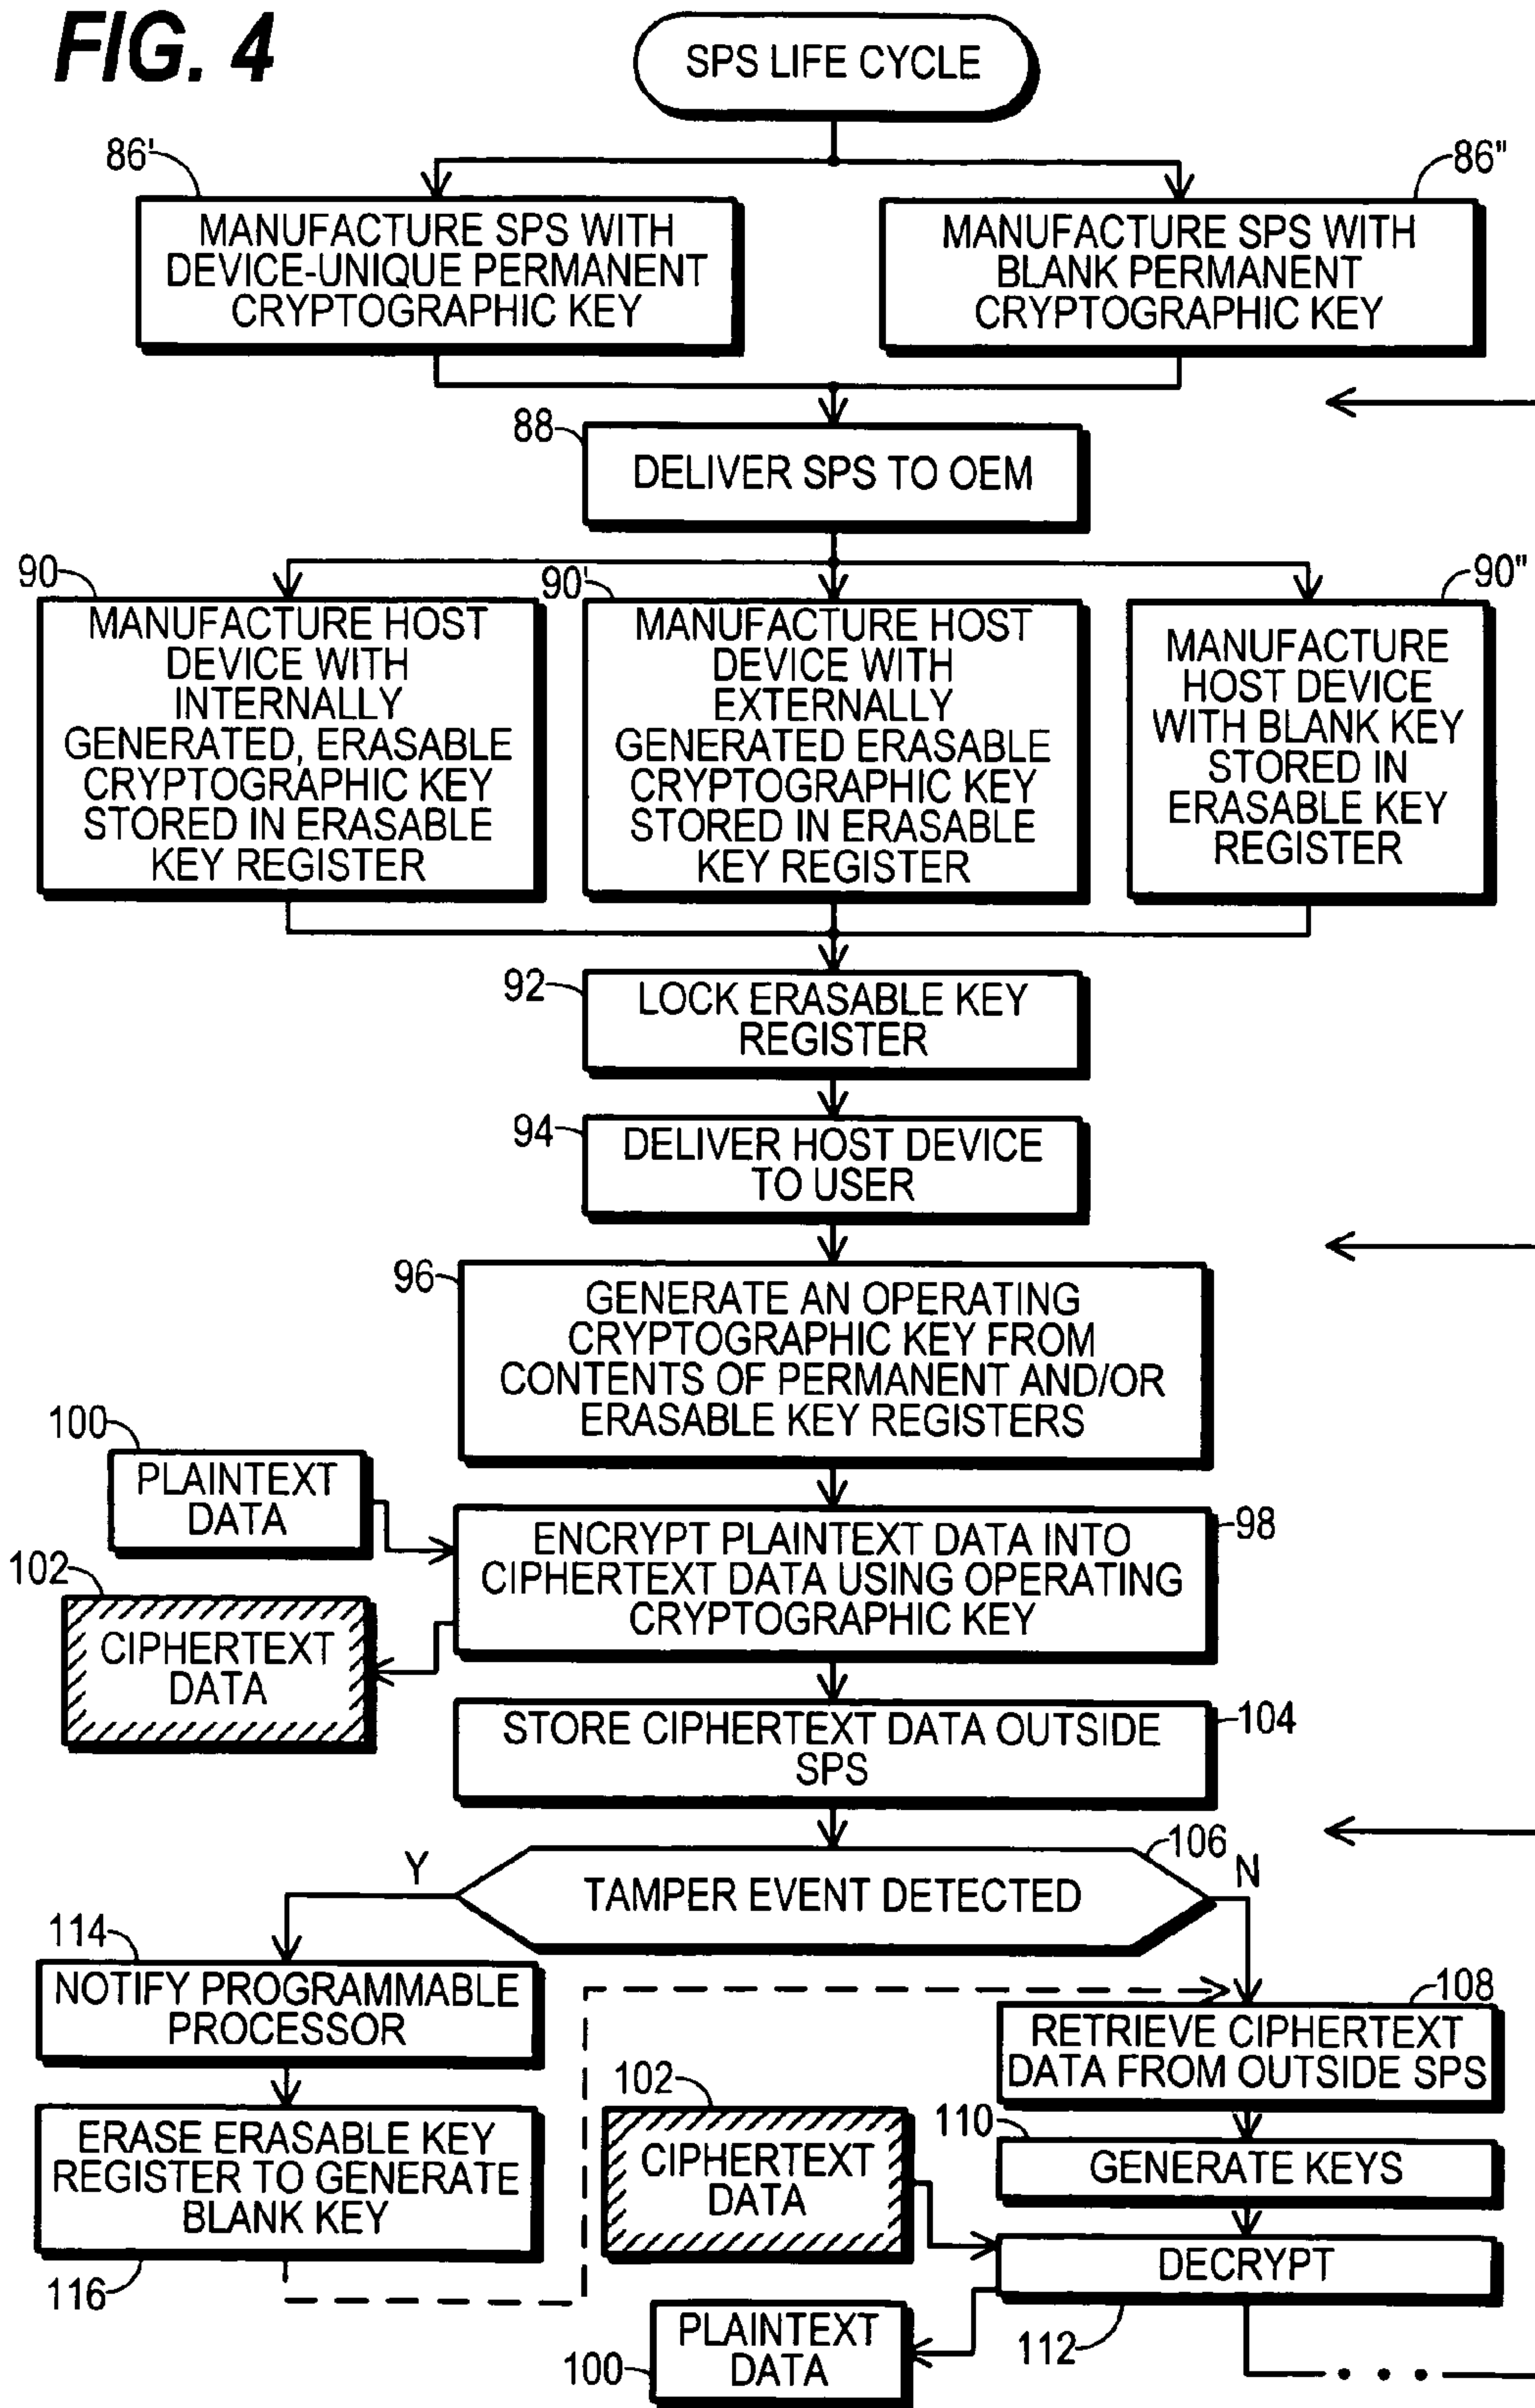 FIG. 4
SPS LIFE CYCLE
86'
86"
MANUFACTURE SPS WITH
DEVICE-UNIQUE PERMANENT
CRYPTOGRAPHIC KEY
MANUFACTURE SPS WITH
BLANK PERMANENT
CRYPTOGRAPHIC KEY
88
DELIVER SPS TO OEM
90
90'
90"
MANUFACTURE HOST
DEVICE WITH
INTERNALLY
GENERATED, ERASABLE
CRYPTOGRAPHIC KEY
STORED IN ERASABLE
KEY REGISTER
MANUFACTURE HOST
DEVICE WITH
EXTERNALLY
GENERATED ERASABLE
CRYPTOGRAPHIC KEY
STORED IN ERASABLE
KEY REGISTER
MANUFACTURE
HOST DEVICE
WITH BLANK KEY
STORED IN
ERASABLE KEY
REGISTER
92
LOCK ERASABLE KEY
REGISTER
94
DELIVER HOST DEVICE
TO USER
96
GENERATE AN OPERATING
CRYPTOGRAPHIC KEY FROM
CONTENTS OF PERMANENT AND/OR
ERASABLE KEY REGISTERS
100
PLAINTEXT
DATA
98
ENCRYPT PLAINTEXT DATA INTO
CIPHERTEXT DATA USING OPERATING
CRYPTOGRAPHIC KEY
102
CIPHERTEXT
DATA
104
STORE CIPHERTEXT DATA OUTSIDE
SPS
106
Y
TAMPER EVENT DETECTED
N
114
NOTIFY PROGRAMMABLE
PROCESSOR
108
RETRIEVE CIPHERTEXT
DATA FROM OUTSIDE SPS
ERASE ERASABLE KEY
REGISTER TO GENERATE
BLANK KEY
116
102
CIPHERTEXT
DATA
110
GENERATE KEYS
DECRYPT
112
100
PLAINTEXT
DATA